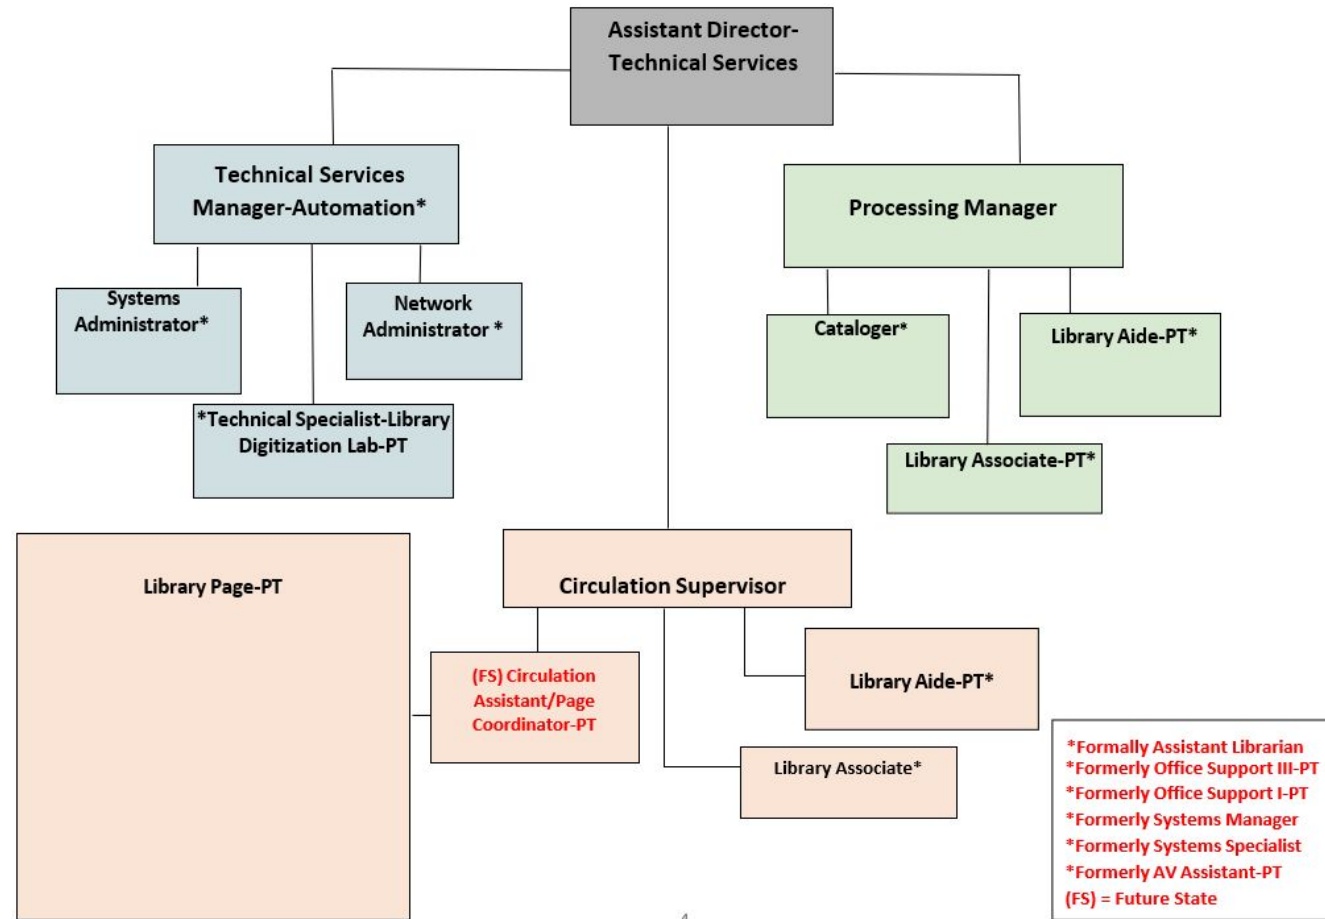 Assistant Director-
Technical Services
Technical Services
Manager-Automation*
Processing Manager
Systems
Administrator*
Network
Administrator *
*Technical Specialist-Library
Digitization Lab-PT
Cataloger*
Library Aide-PT*
Library Associate-PT*
Circulation Supervisor
Library Page-PT
(FS) Circulation
Assistant/Page
Coordinator-PT
Library Aide-PT*
Library Associate*
*Formally Assistant Librarian
*Formerly Office Support III-PT
*Formerly Office Support I-PT
*Formerly Systems Manager
*Formerly Systems Specialist
*Formerly AV Assistant-PT
(FS) = Future State